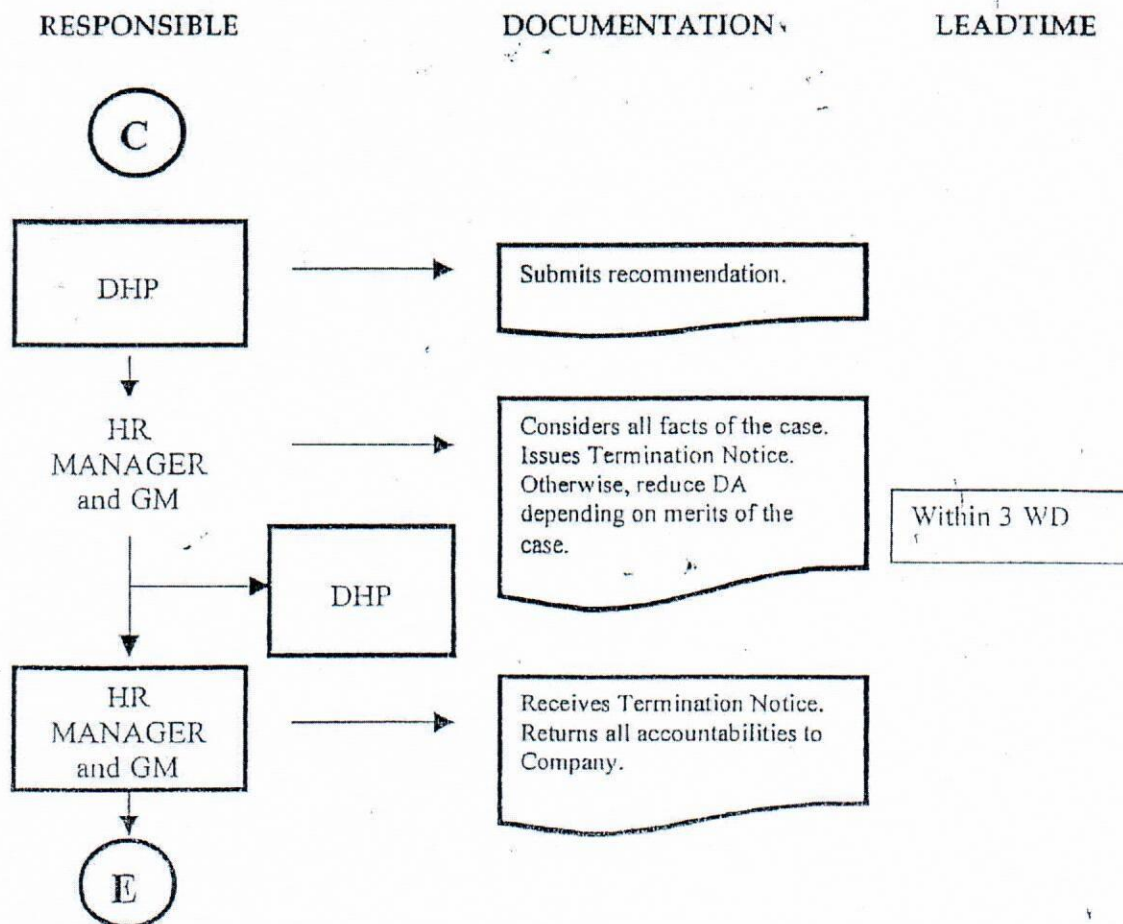 RESPONSIBLE DOCUMENTATION LEADTIME
C
DHP
Submits recommendation.
HR
MANAGER
and GM
Considers all facts of the case.
Issues Termination Notice.
Otherwise, reduce DA
depending on merits of the
case.
Within 3 WD
DHP
HR
MANAGER
and GM
Receives Termination Notice.
Returns all accountabilities to
Company.
E